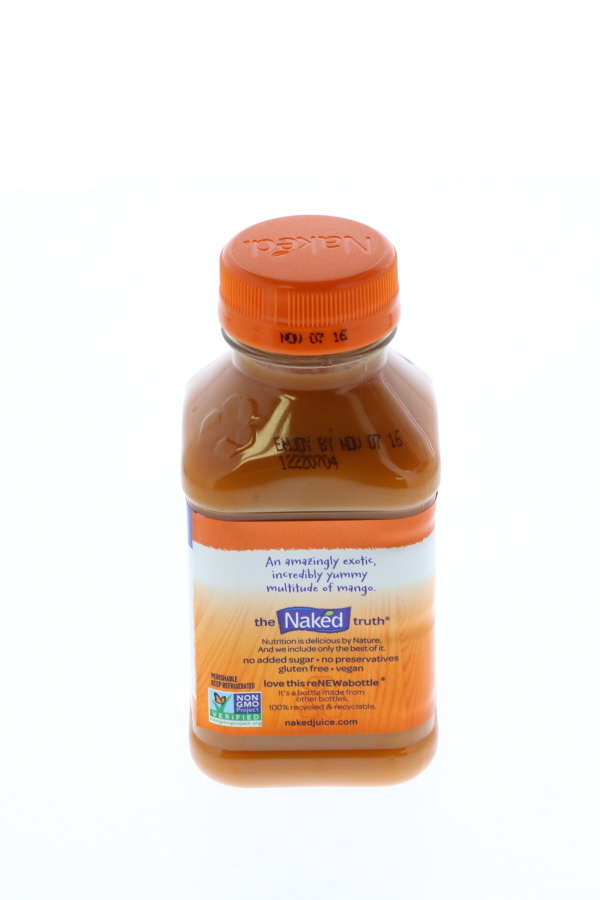 Naked
NOV 07 16
ENJOY BY NOV 07 16
12220704
An amazingly exotic,
incredibly yummy
multitude of mango.
the Naked truth®
Nutrition is delicious by Nature.
And we include only the best of it.
no added sugar • no preservatives
gluten free • vegan
PERISHABLE
KEEP REFRIGERATED
love this reNEWabottle®
It's a bottle made from
other bottles.
100% recycled & recyclable.
NON
GMO
Project
VERIFIED
nongmoproject.org
nakedjuice.com